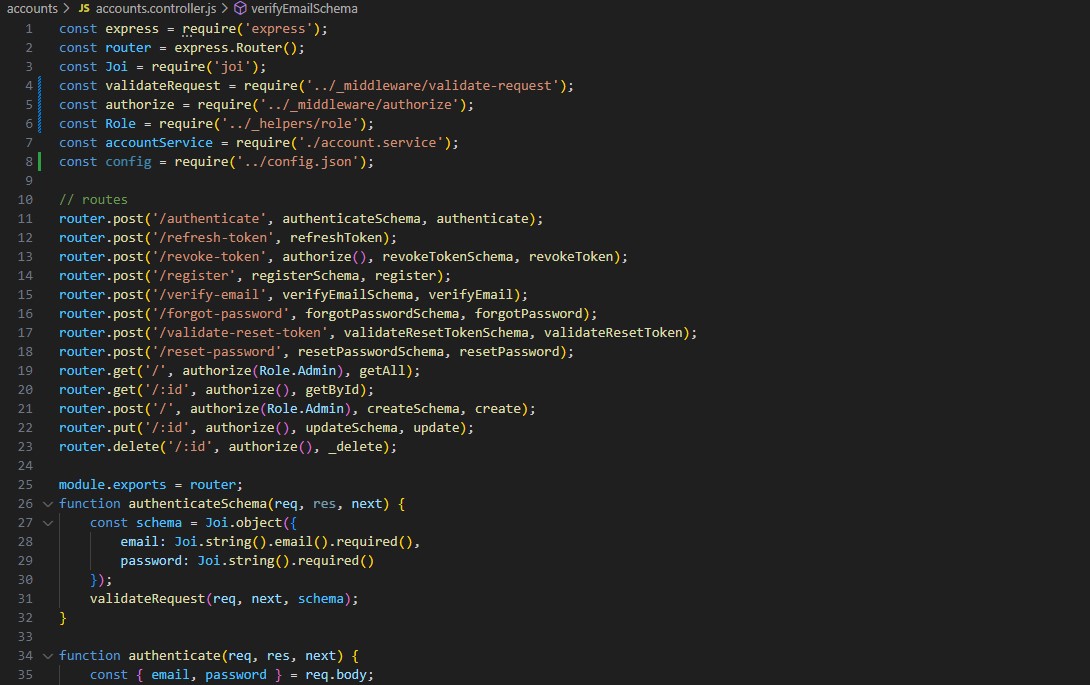 accounts > JS accounts.controller.js > verifyEmailSchema
1 const express = require('express');
2 const router = express.Router();
3 const Joi = require('joi');
4 const validateRequest = require('../_middleware/validate-request');
5 const authorize = require('../_middleware/authorize');
6 const Role = require('../_helpers/role');
7 const accountService = require('./account.service');
8 const config = require('../config.json');
9
10 // routes
11 router.post('/authenticate', authenticateSchema, authenticate);
12 router.post('/refresh-token', refreshToken);
13 router.post('/revoke-token', authorize(), revokeTokenSchema, revokeToken);
14 router.post('/register', registerSchema, register);
15 router.post('/verify-email', verifyEmailSchema, verifyEmail);
16 router.post('/forgot-password', forgotPasswordSchema, forgotPassword);
17 router.post('/validate-reset-token', validateResetTokenSchema, validateResetToken);
18 router.post('/reset-password', resetPasswordSchema, resetPassword);
19 router.get('/', authorize(Role.Admin), getAll);
20 router.get('/:id', authorize(), getById);
21 router.post('/', authorize(Role.Admin), createSchema, create);
22 router.put('/:id', authorize(), updateSchema, update);
23 router.delete('/:id', authorize(), _delete);
24
25 module.exports = router;
26 function authenticateSchema(req, res, next) {
27     const schema = Joi.object({
28         email: Joi.string().email().required(),
29         password: Joi.string().required()
30     });
31     validateRequest(req, next, schema);
32 }
33
34 function authenticate(req, res, next) {
35     const { email, password } = req.body;